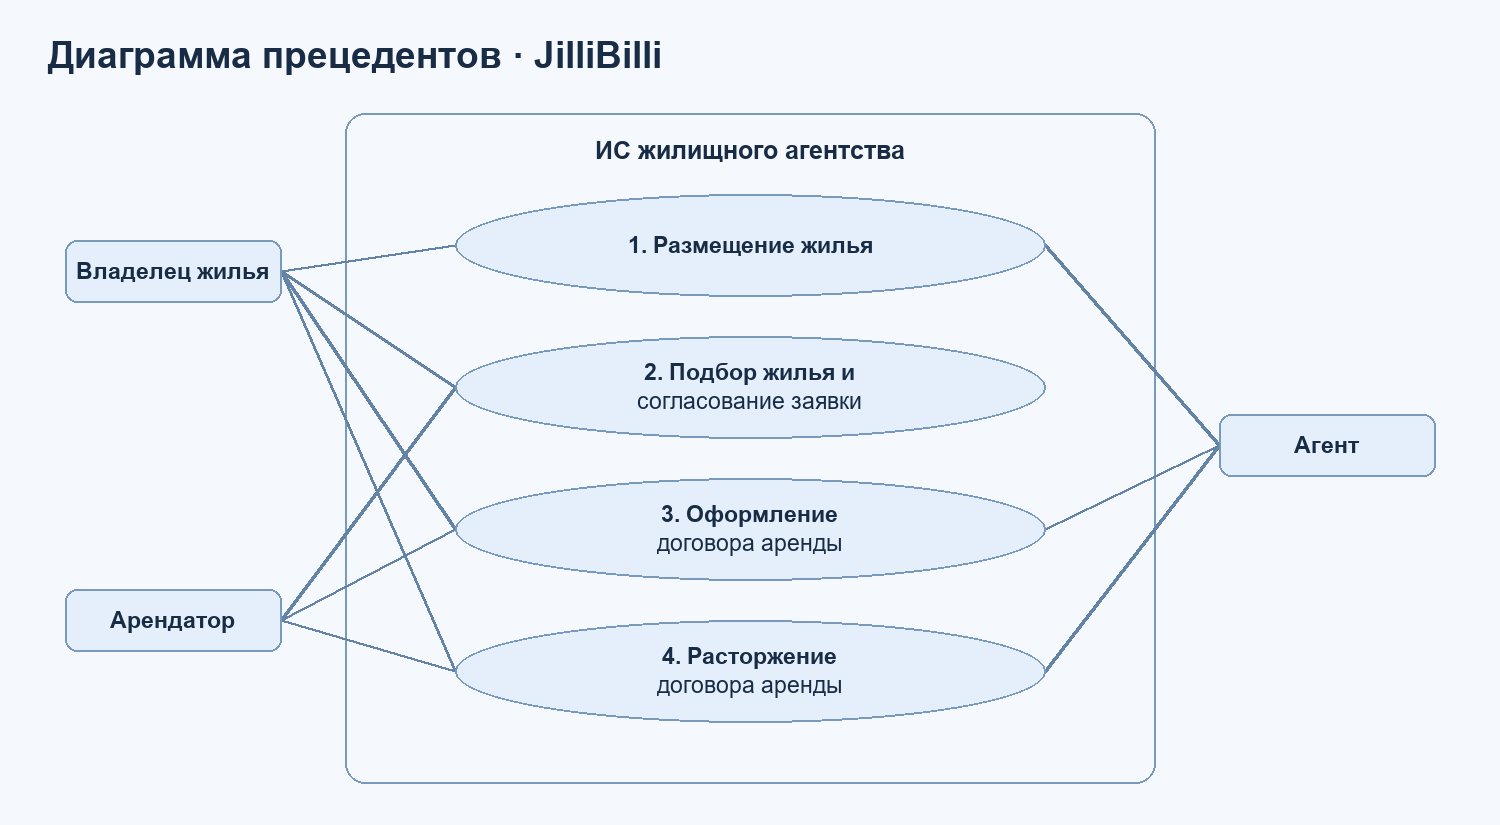 Диаграмма прецедентов · JilliBilli
ИС жилищного агентства
1. Размещение жилья
Владелец жилья
2. Подбор жилья и
согласование заявки
Агент
3. Оформление
договора аренды
Арендатор
4. Расторжение
договора аренды